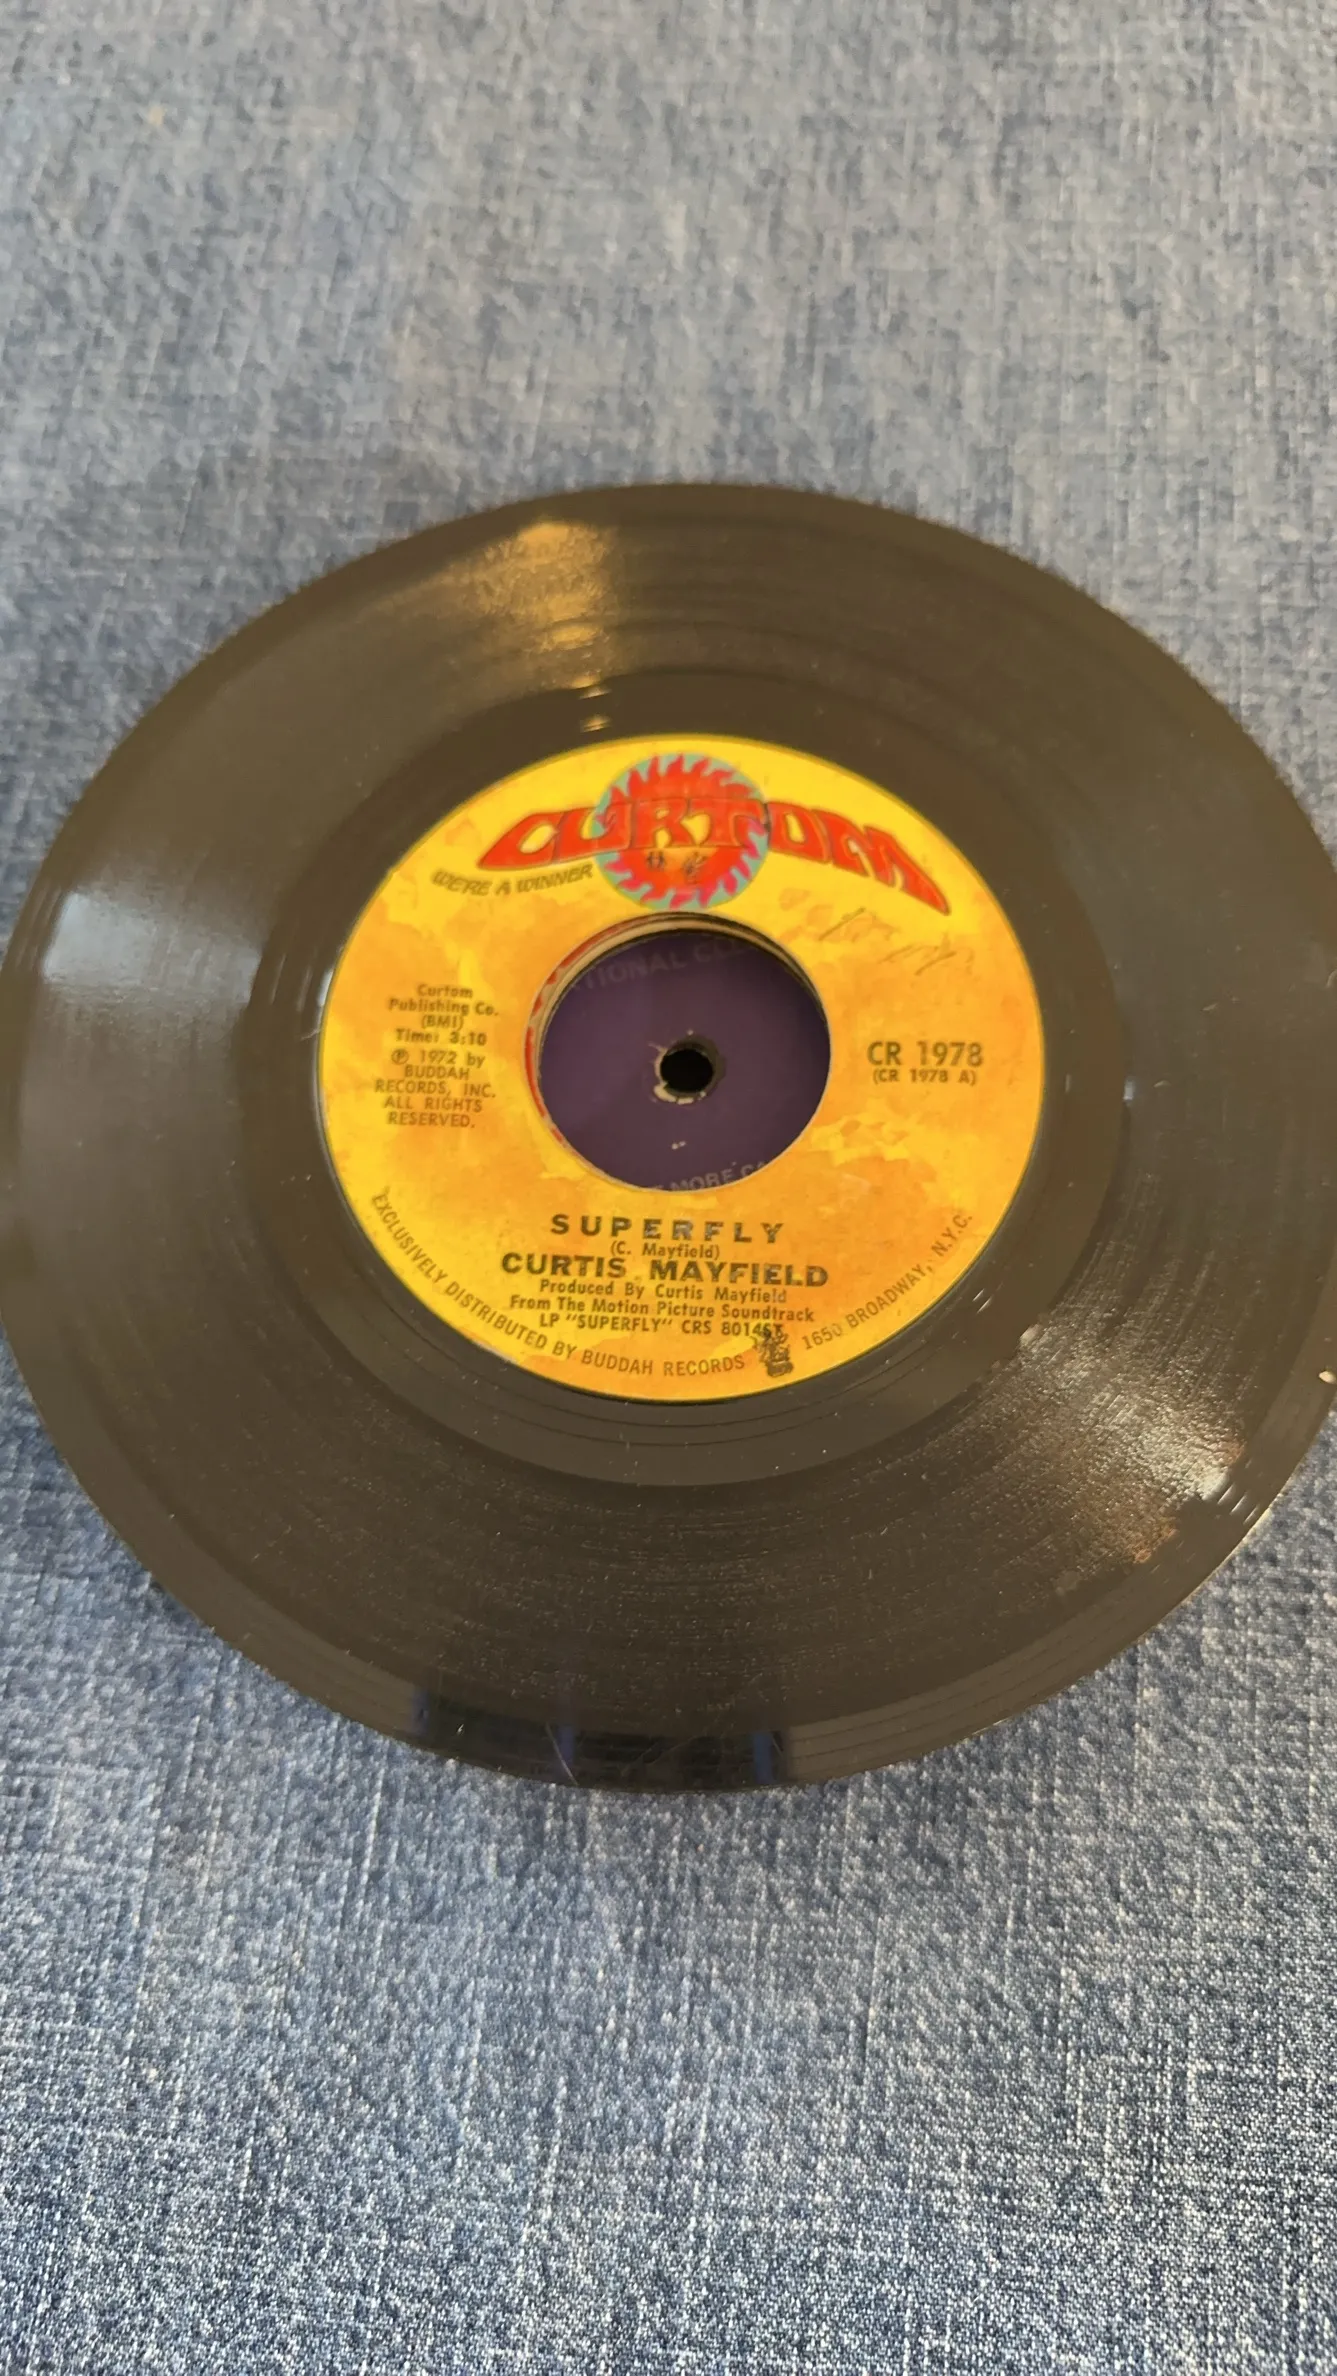 CURTOM
WE'RE A WINNER
Curtom
Publishing Co.
(BMI)
Time: 3:10
℗ 1972 by
BUDDAH
RECORDS, INC.
ALL RIGHTS
RESERVED.
CR 1978
(CR 1978 A)
SUPERFLY
(C. Mayfield)
CURTIS MAYFIELD
Produced By Curtis Mayfield
From The Motion Picture Soundtrack
LP "SUPERFLY" CRS 8014ST
EXCLUSIVELY DISTRIBUTED BY BUDDAH RECORDS 1650 BROADWAY, N.Y.C.
MORE